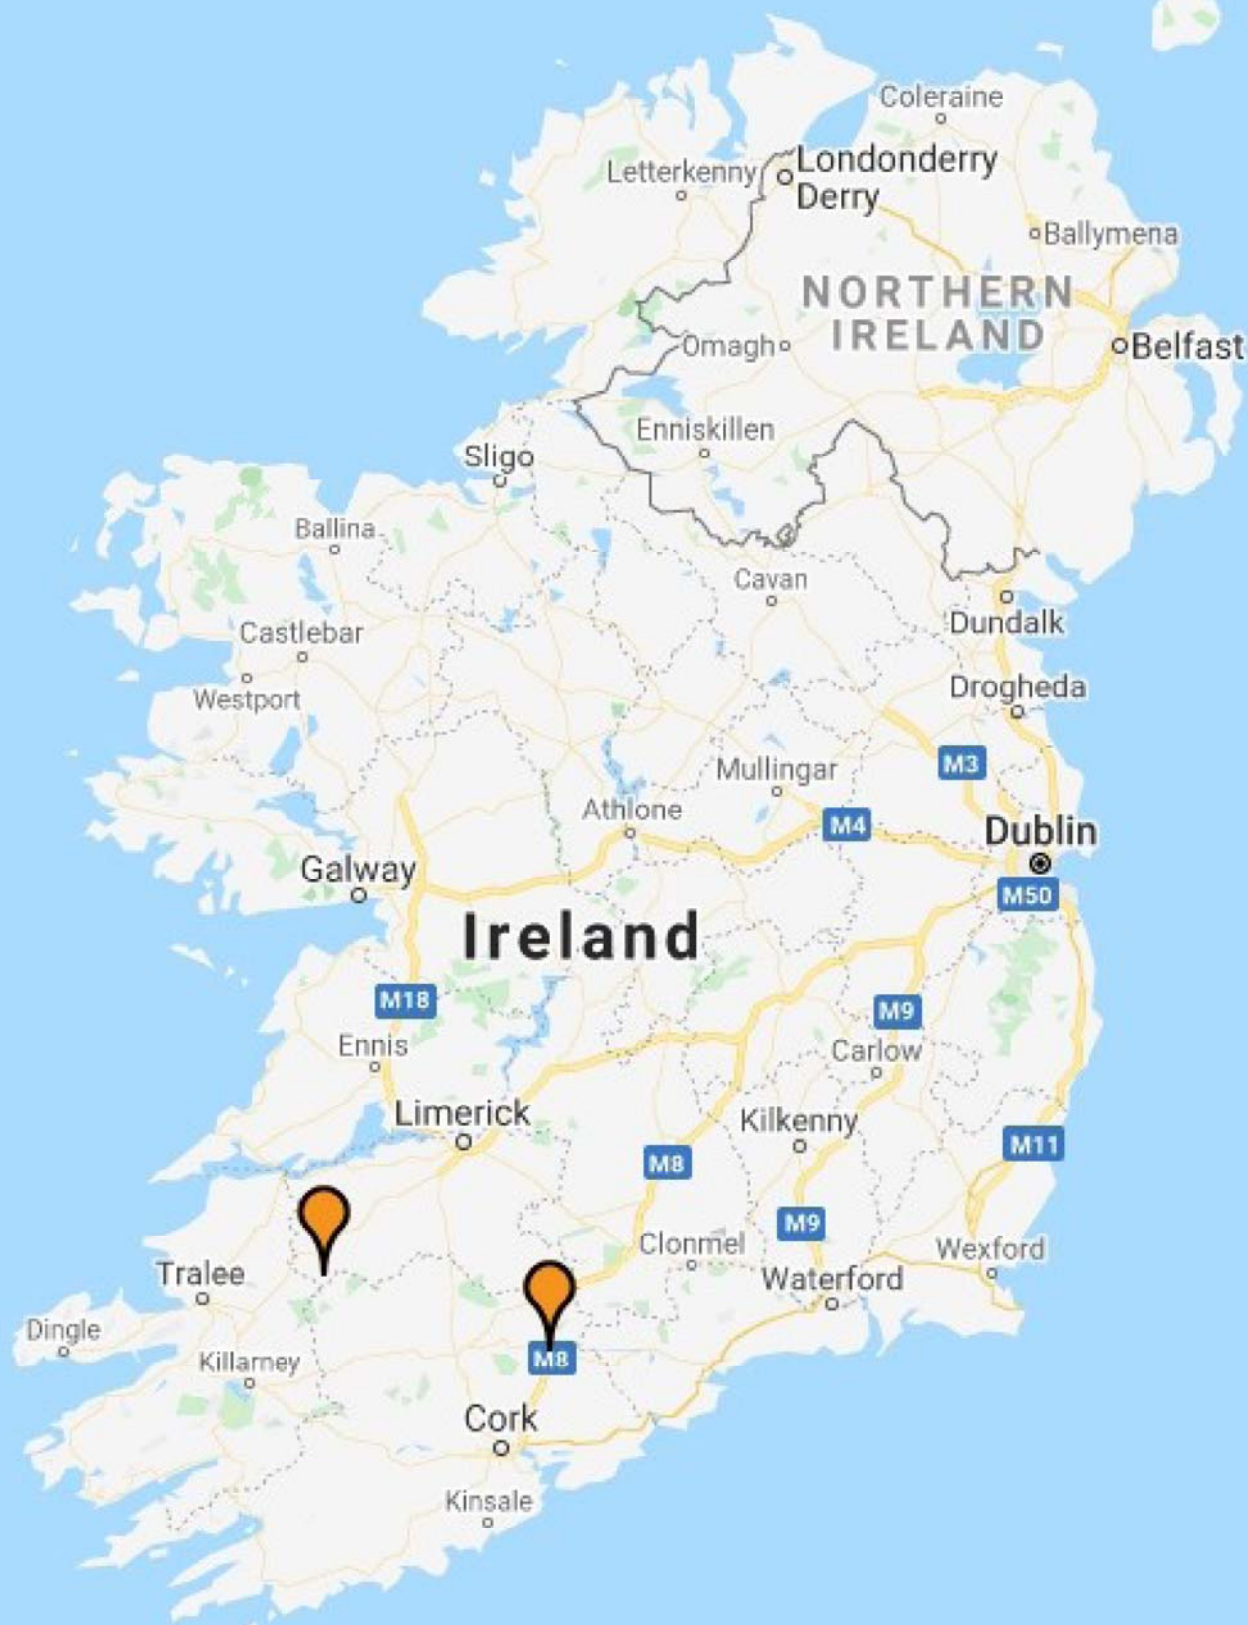 Coleraine
Londonderry
Derry
Letterkenny
Ballymena
NORTHERN
IRELAND
Omagh
Belfast
Enniskillen
Sligo
Ballina
Cavan
Dundalk
Castlebar
Westport
Drogheda
M3
Mullingar
Athlone
M4
Dublin
Galway
M50
Ireland
M18
M9
Ennis
Carlow
Limerick
Kilkenny
M11
M8
M9
Clonmel
Wexford
Tralee
Waterford
Dingle
Killarney
M8
Cork
Kinsale